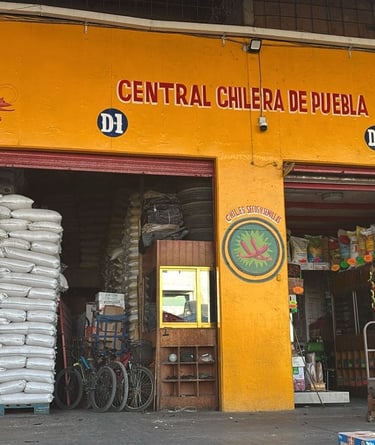 CENTRAL CHILERA DE PUEBLA
D-1
D
CHILES SECOS Y SEMILLAS